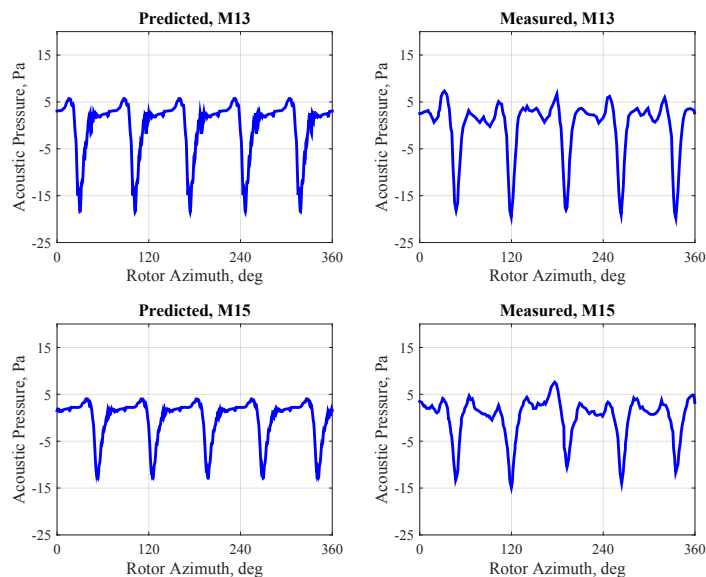 Predicted, M13
15
5
-5
-15
-25
Acoustic Pressure, Pa
0 120 240 360
Rotor Azimuth, deg
Measured, M13
15
5
-5
-15
-25
Acoustic Pressure, Pa
0 120 240 360
Rotor Azimuth, deg
Predicted, M15
15
5
-5
-15
-25
Acoustic Pressure, Pa
0 120 240 360
Rotor Azimuth, deg
Measured, M15
15
5
-5
-15
-25
Acoustic Pressure, Pa
0 120 240 360
Rotor Azimuth, deg